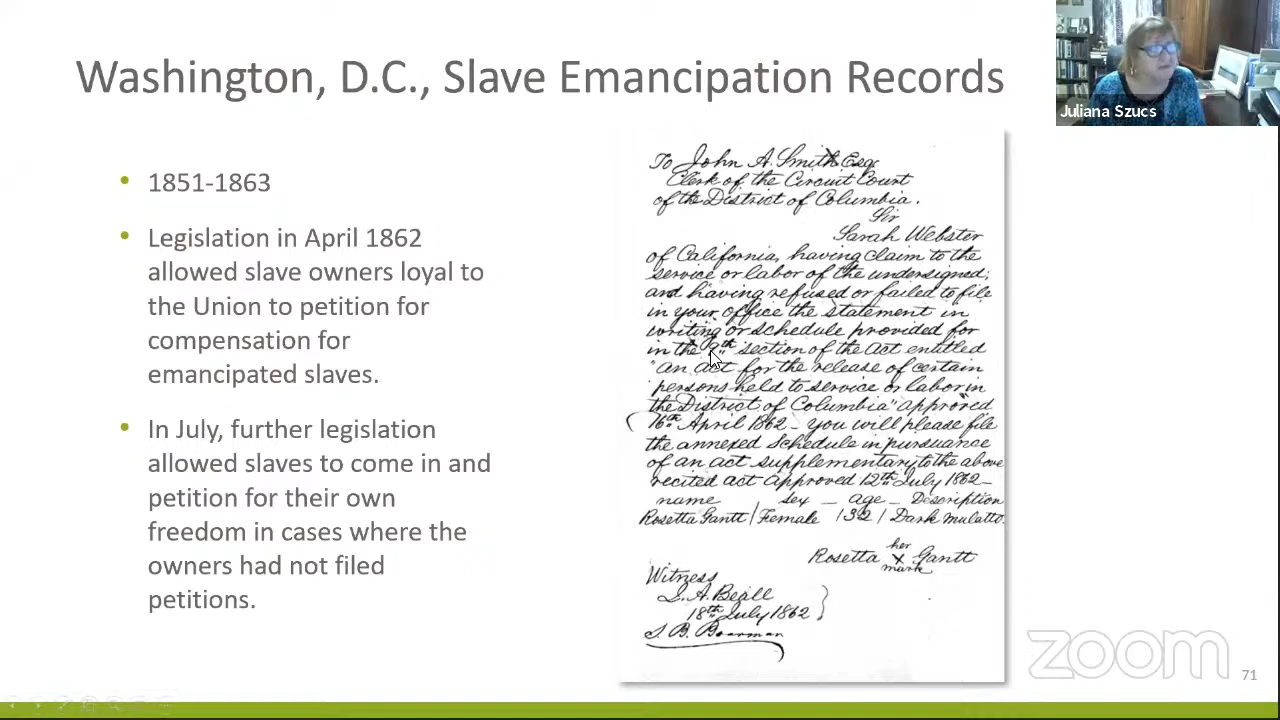 Washington, D.C., Slave Emancipation Records
Juliana Szucs
• 1851-1863
• Legislation in April 1862
allowed slave owners loyal to
the Union to petition for
compensation for
emancipated slaves.
• In July, further legislation
allowed slaves to come in and
petition for their own
freedom in cases where the
owners had not filed
petitions.
To John A. Smith Esqr
Clerk of the Circuit Court
of the District of Columbia.
Sir
Sarah Webster
of California, having claim to the
service or labor of the undersigned;
and having refused or failed to file
in your office the statement in
writing or schedule provided for
in the 9th section of the Act entitled
"An Act for the release of certain
persons held to service or labor in
the District of Columbia" approved
16th April 1862 - you will please file
the annexed Schedule in pursuance
of an act supplementary to the above
recited act approved 12th July 1862 -
name sex - age - Description
Rosetta Gantt / Female / 32 / Dark mulatto.
her
Rosetta X Gantt
mark
Witness
A. Beall
18th July 1862
B. Boarman
zoom
71